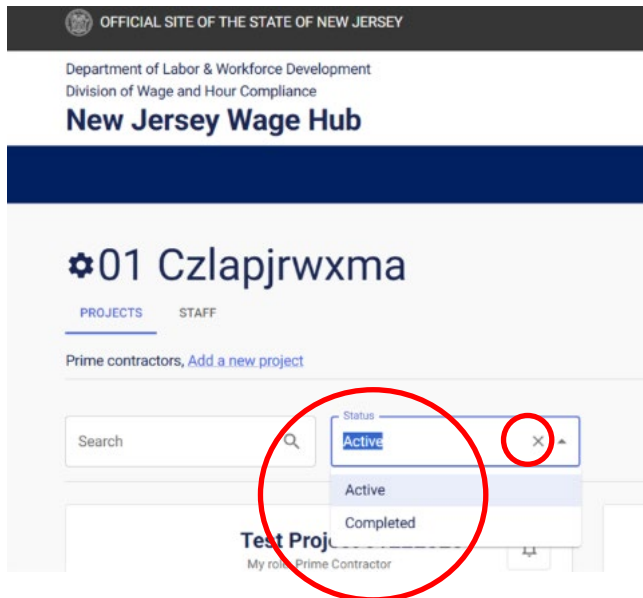 OFFICIAL SITE OF THE STATE OF NEW JERSEY
Department of Labor & Workforce Development
Division of Wage and Hour Compliance
New Jersey Wage Hub
01 Czlapjrwxma
PROJECTS STAFF
Prime contractors, Add a new project
Search
Status
Active
Active
Completed
Test
My role: Prime Contractor